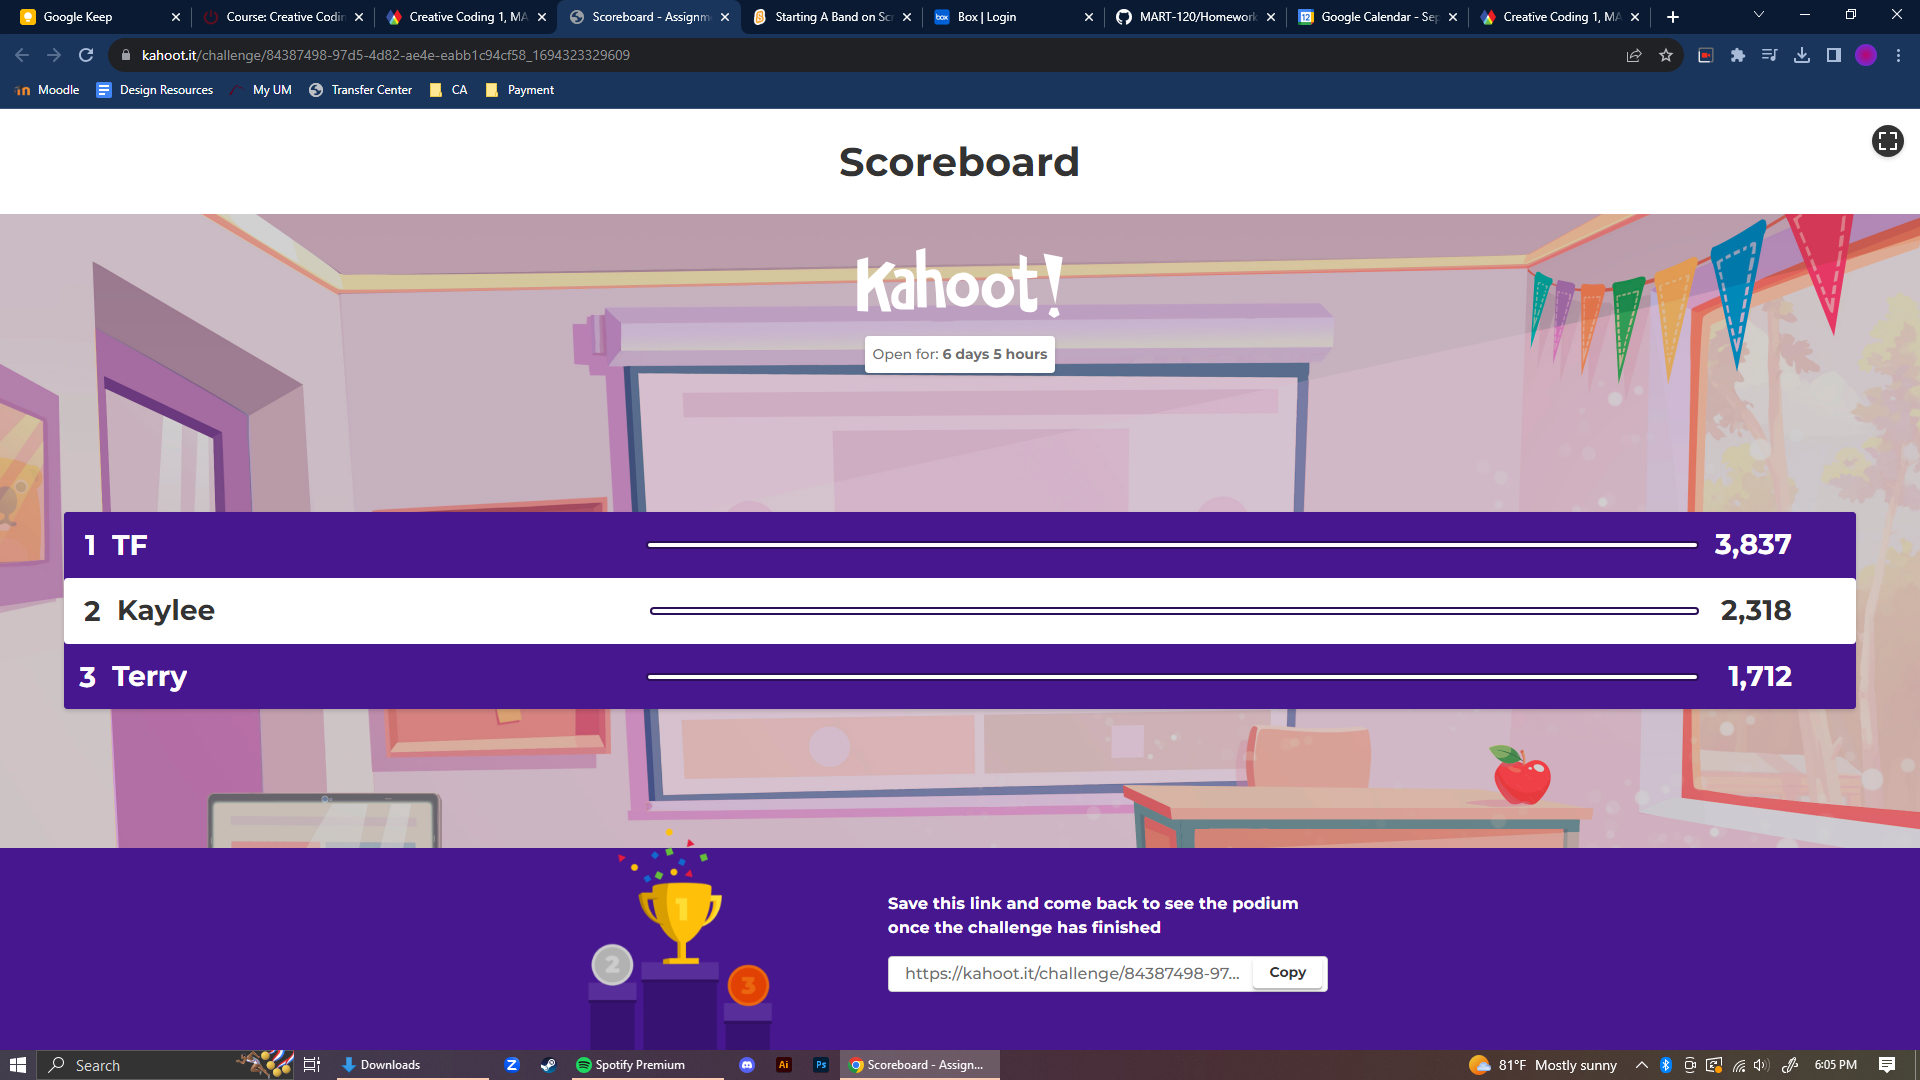 Google Keep
Course: Creative Codin
Creative Coding 1, MA
Scoreboard - Assignm
Starting A Band on Sc
Box | Login
MART-120/Homework
Google Calendar - Sep
Creative Coding 1, MA
kahoot.it/challenge/84387498-97d5-4d82-ae4e-eabb1c94cf58_1694323329609
Moodle
Design Resources
My UM
Transfer Center
CA
Payment
Scoreboard
Kahoot!
Open for: 6 days 5 hours
1 TF 3,837
2 Kaylee 2,318
3 Terry 1,712
1
2
3
Save this link and come back to see the podium
once the challenge has finished
https://kahoot.it/challenge/84387498-97...
Copy
Search
Downloads
Spotify Premium
Ai
Ps
Scoreboard - Assign...
81°F Mostly sunny
6:05 PM